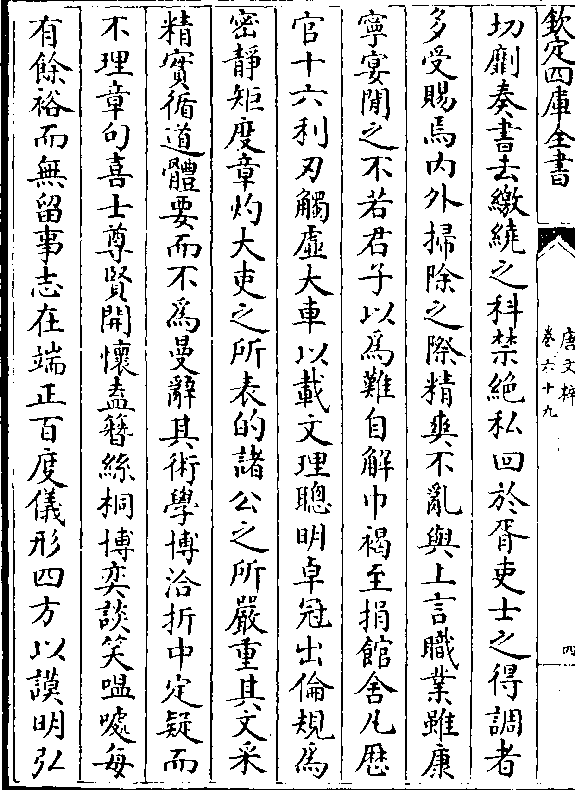 欽定四庫全書
唐文粹
卷六十九
四
切劘奏書去繳繞之科禁絶私回於胥吏士之得調者
多受賜焉内外掃除之際精爽不亂與上言職業雖康
寧宴閒之不若君子以為難自解巾褐至捐館舍凡歴
官十六利刃觸虛大車以載文理聰明卓冠出倫規為
密靜矩度章灼大吏之所表的諸公之所嚴重其文采
精實循道體要而不為曼辭其術學博洽折中定疑而
不理章句喜士尊賢開懷盍簪絲桐博奕談笑嗢噱每
有餘裕而無留事志在端正百度儀形四方以謨明弘